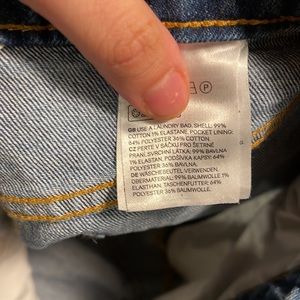 P
GB USE A LAUNDRY BAG. SHELL: 99%
COTTON 1% ELASTANE. POCKET LINING:
64% POLYESTER 36% COTTON
CZ PERTE V SÁČKU PRO ŠETRNÉ
PRANÍ. SVRCHNÍ LÁTKA: 99% BAVLNA
1% ELASTAN. PODŠÍVKA KAPSY: 64%
POLYESTER 36% BAVLNA.
DE WÄSCHEBEUTEL VERWENDEN.
OBERMATERIAL: 99% BAUMWOLLE 1%
ELASTHAN. TASCHENFUTTER: 64%
POLYESTER 36% BAUMWOLLE.